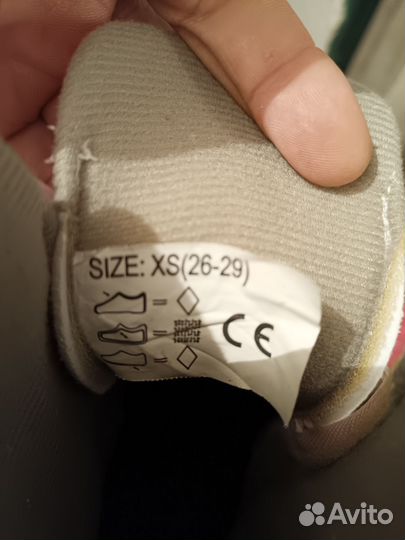 SIZE: XS(26-29)
=
=
CE
=
Avito